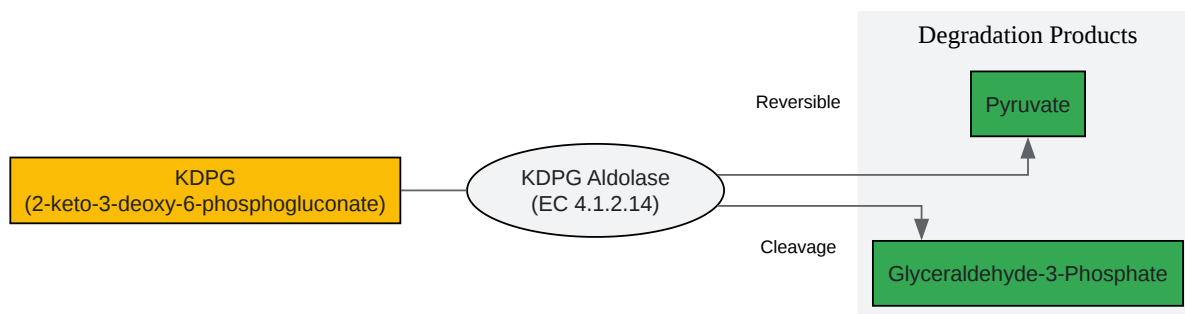 Degradation Products
Pyruvate
Reversible
KDPG
(2-keto-3-deoxy-6-phosphogluconate)
KDPG Aldolase
(EC 4.1.2.14)
Cleavage
Glyceraldehyde-3-Phosphate